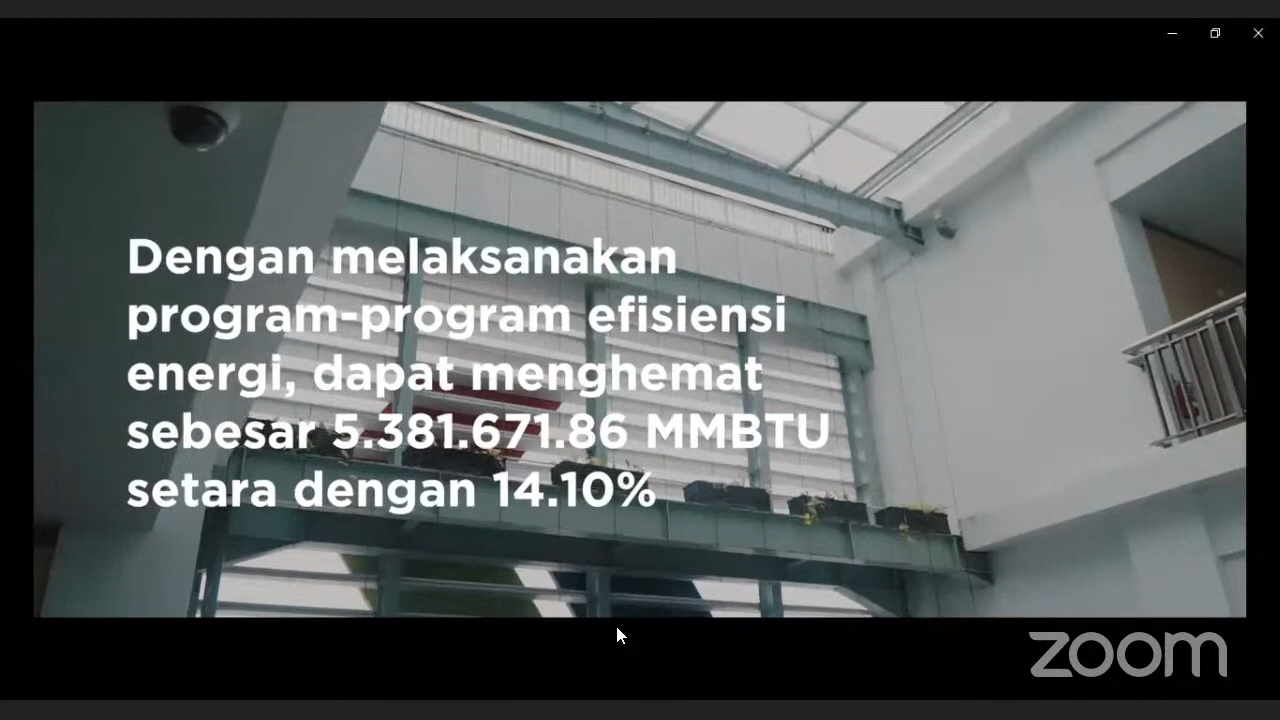 Dengan melaksanakan
program-program efisiensi
energi, dapat menghemat
sebesar 5.381.671.86 MMBTU
setara dengan 14.10%
zoom